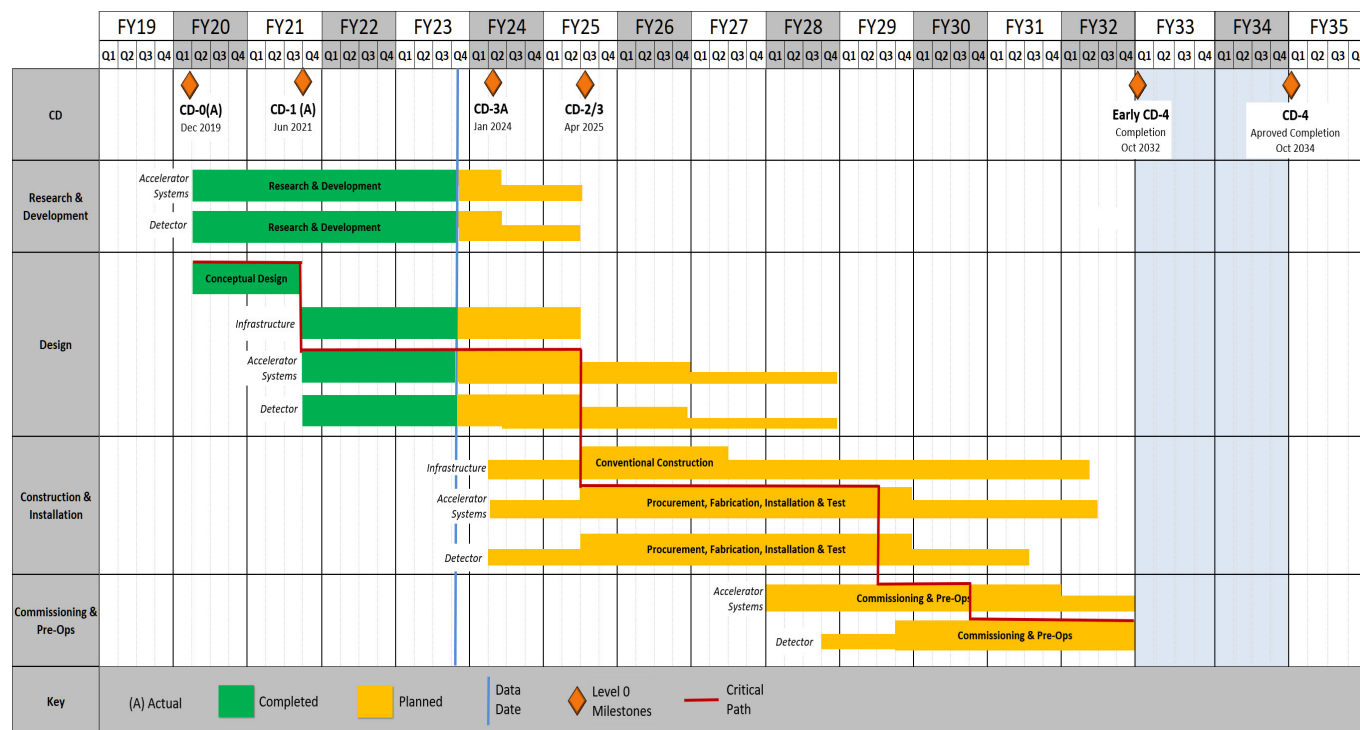 FY19 FY20 FY21 FY22 FY23 FY24 FY25 FY26 FY27 FY28 FY29 FY30 FY31 FY32 FY33 FY34 FY35
Q1 Q2 Q3 Q4 Q1 Q2 Q3 Q4 Q1 Q2 Q3 Q4 Q1 Q2 Q3 Q4 Q1 Q2 Q3 Q4 Q1 Q2 Q3 Q4 Q1 Q2 Q3 Q4 Q1 Q2 Q3 Q4 Q1 Q2 Q3 Q4 Q1 Q2 Q3 Q4 Q1 Q2 Q3 Q4 Q1 Q2 Q3 Q4 Q1 Q2 Q3 Q4 Q1 Q2 Q3 Q4 Q1 Q2 Q3 Q4 Q1 Q2 Q3 Q4 Q1 Q2 Q3 Q4
CD
CD-0(A)
Dec 2019
CD-1 (A)
Jun 2021
CD-3A
Jan 2024
CD-2/3
Apr 2025
Early CD-4
Completion
Oct 2032
CD-4
Aproved Completion
Oct 2034
Research &
Development
Accelerator
Systems
Research & Development
Detector
Research & Development
Design
Conceptual Design
Infrastructure
Accelerator
Systems
Detector
Construction &
Installation
Infrastructure
Conventional Construction
Accelerator
Systems
Procurement, Fabrication, Installation & Test
Detector
Procurement, Fabrication, Installation & Test
Commissioning &
Pre-Ops
Accelerator
Systems
Commissioning & Pre-Ops
Detector
Commissioning & Pre-Ops
Key
(A) Actual
Completed
Planned
Data
Date
Level 0
Milestones
Critical
Path